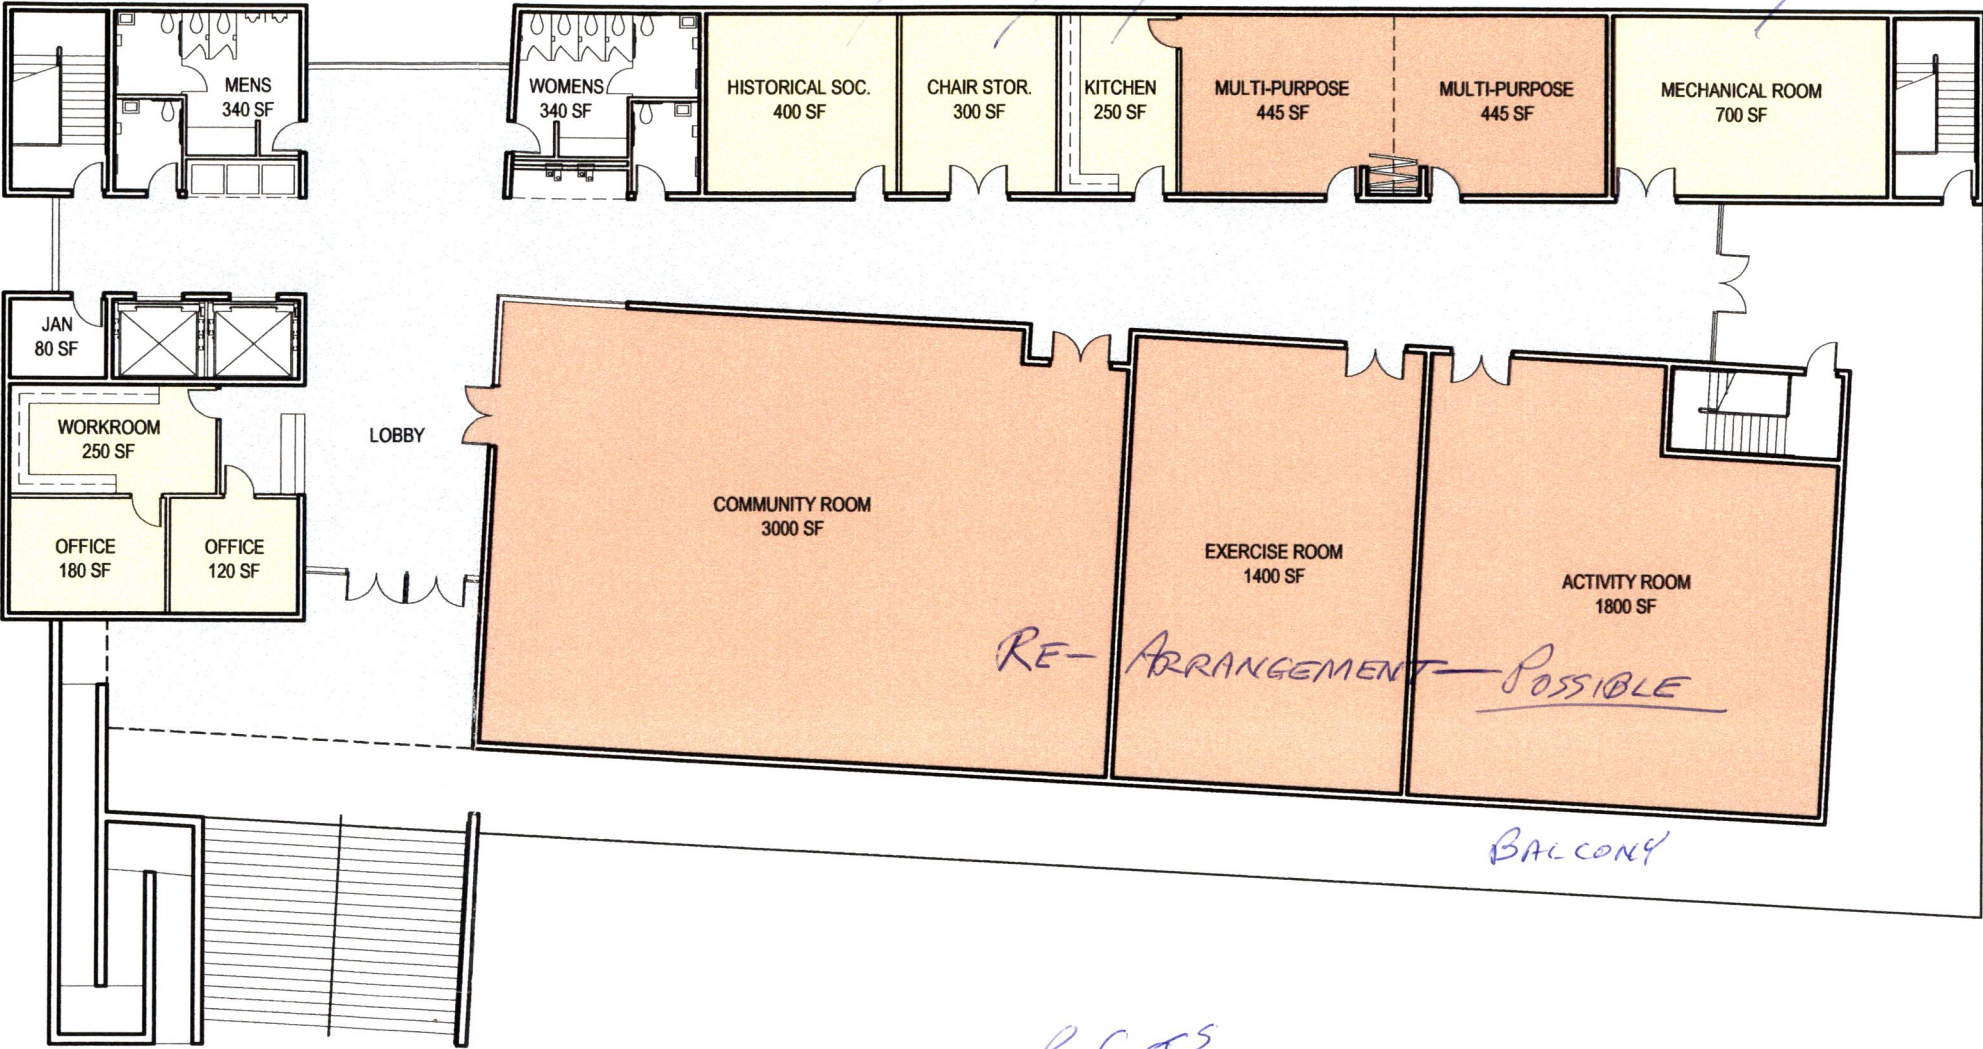 MENS
340 SF
WOMENS
340 SF
HISTORICAL SOC.
400 SF
CHAIR STOR.
300 SF
KITCHEN
250 SF
MULTI-PURPOSE
445 SF
MULTI-PURPOSE
445 SF
MECHANICAL ROOM
700 SF
JAN
80 SF
WORKROOM
250 SF
LOBBY
OFFICE
180 SF
OFFICE
120 SF
COMMUNITY ROOM
3000 SF
EXERCISE ROOM
1400 SF
ACTIVITY ROOM
1800 SF
RE- ARRANGEMENT — POSSIBLE
BALCONY